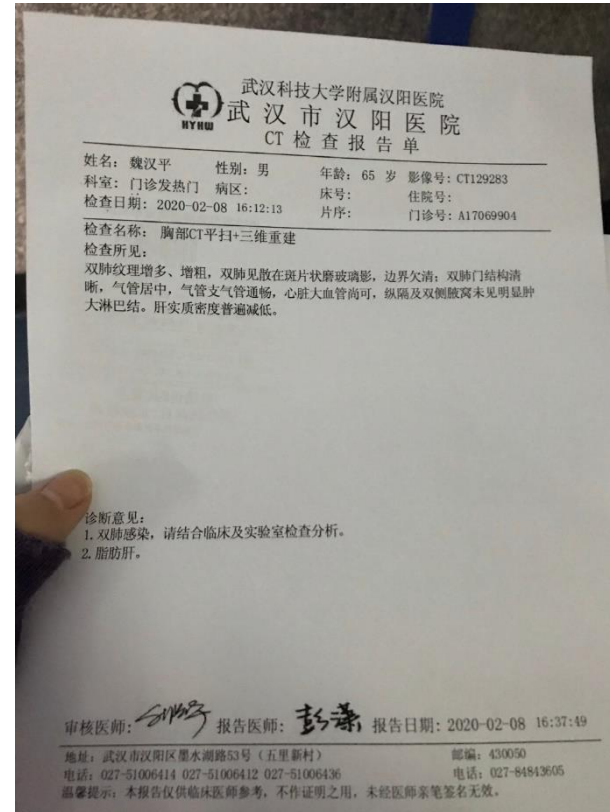 武汉科技大学附属汉阳医院
HYHW 武汉市汉阳医院
CT检查报告单
姓名：魏汉平 性别：男 年龄：65 岁 影像号：CT129283
科室：门诊发热门 病区： 床号： 住院号：
检查日期：2020-02-08 16:12:13 片序： 门诊号：A17069904
检查名称：胸部CT平扫+三维重建
检查所见：
双肺纹理增多、增粗，双肺见散在斑片状磨玻璃影，边界欠清；双肺门结构清
晰，气管居中，气管支气管通畅，心脏大血管尚可，纵隔及双侧腋窝未见明显肿
大淋巴结。肝实质密度普遍减低。
诊断意见：
1. 双肺感染，请结合临床及实验室检查分析。
2. 脂肪肝。
审核医师： 报告医师： 报告日期：2020-02-08 16:37:49
地址：武汉市汉阳区墨水湖路53号（五里新村） 邮编：430050
电话：027-51006414 027-51006412 027-51006436 电话：027-84843605
温馨提示：本报告仅供临床医师参考，不作证明之用，未经医师亲笔签名无效。